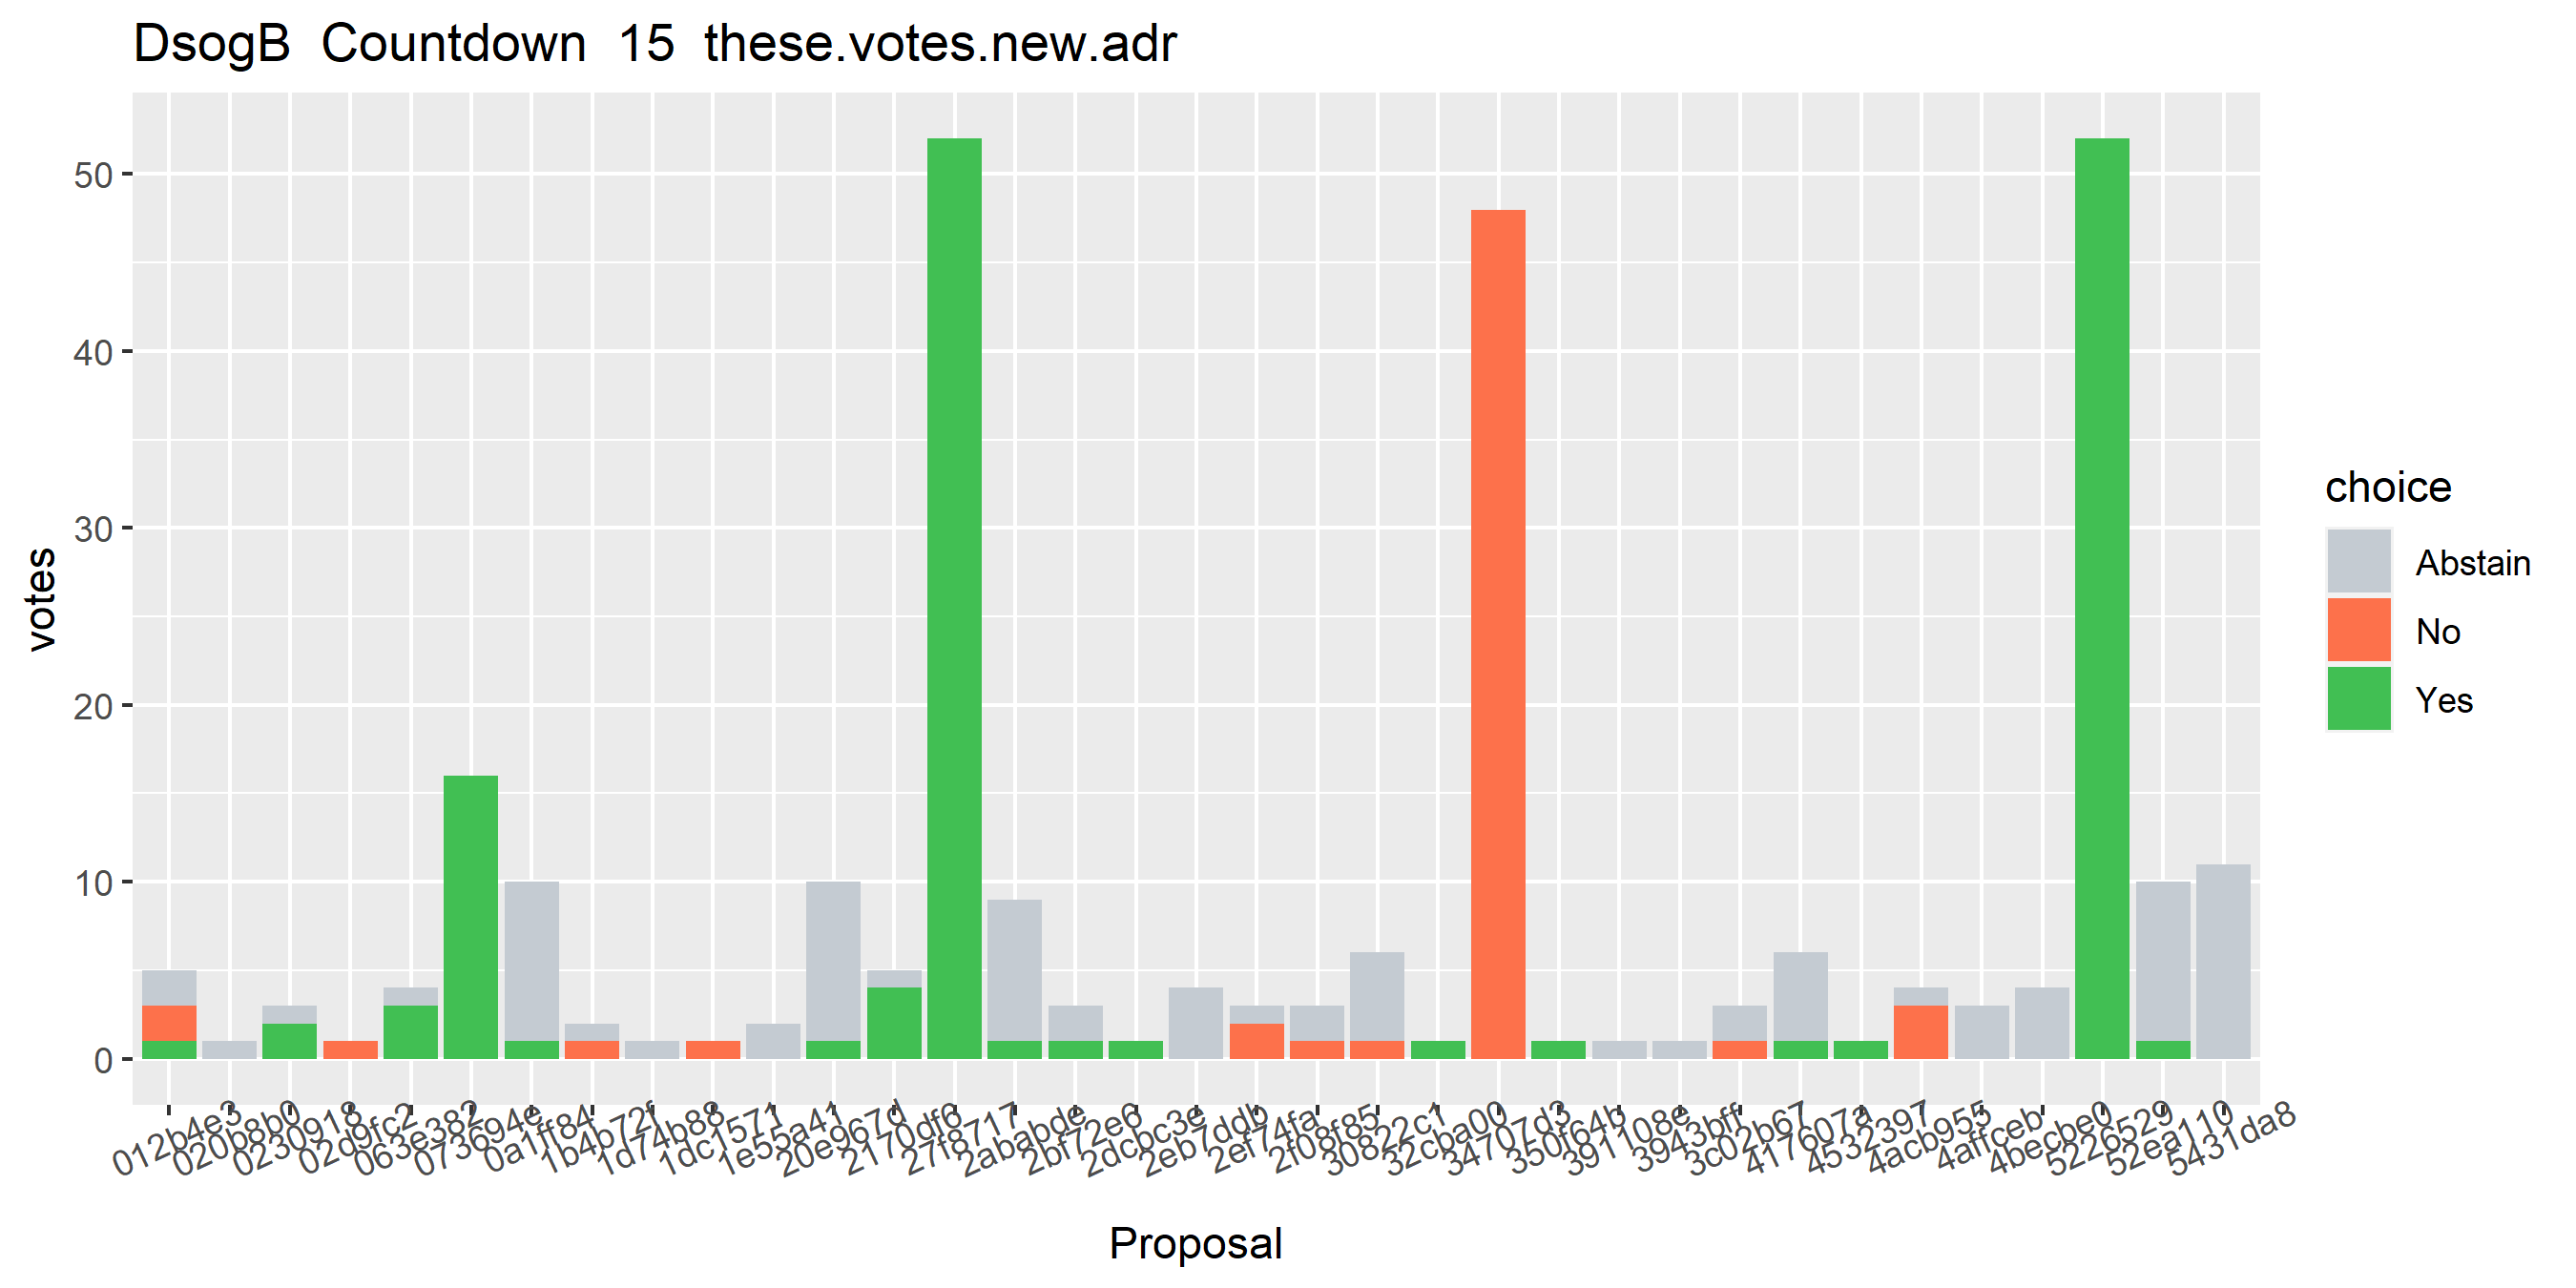 DsogB Countdown 15 these.votes.new.adr
votes
50
40
30
20
10
0
012b4e3
020b8b0
0230918
02d9fc2
063e382
073694e
0a1ff84
1b4b72f
1d74b88
1dc1571
1e55a41
20e967d
2170df6
27f8717
2ababde
2bf72e6
2dcbc3e
2eb7ddb
2ef74fa
2f08f85
30822c1
32cba00
34707d3
350f64b
391108e
3943bff
3c02b67
417607a
4532397
4acb955
4affceb
4becbe0
5226529
52ea110
5431da8
Proposal
choice
Abstain
No
Yes